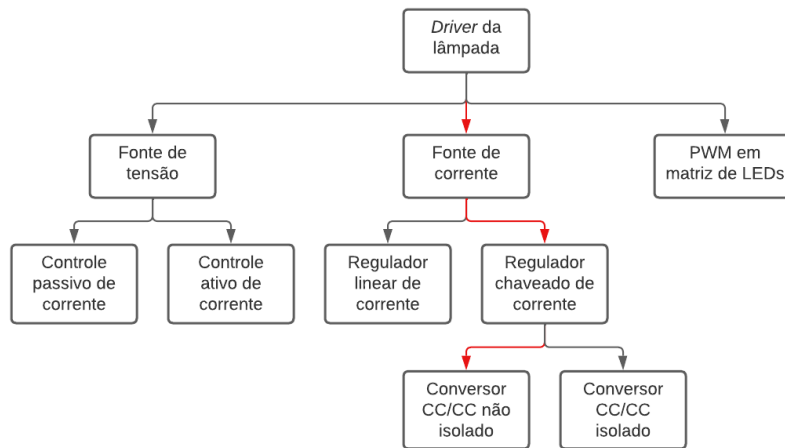 Driver da
lâmpada
Fonte de
tensão
Fonte de
corrente
PWM em
matriz de LEDs
Controle
passivo de
corrente
Controle
ativo de
corrente
Regulador
linear de
corrente
Regulador
chaveado de
corrente
Conversor
CC/CC não
isolado
Conversor
CC/CC
isolado